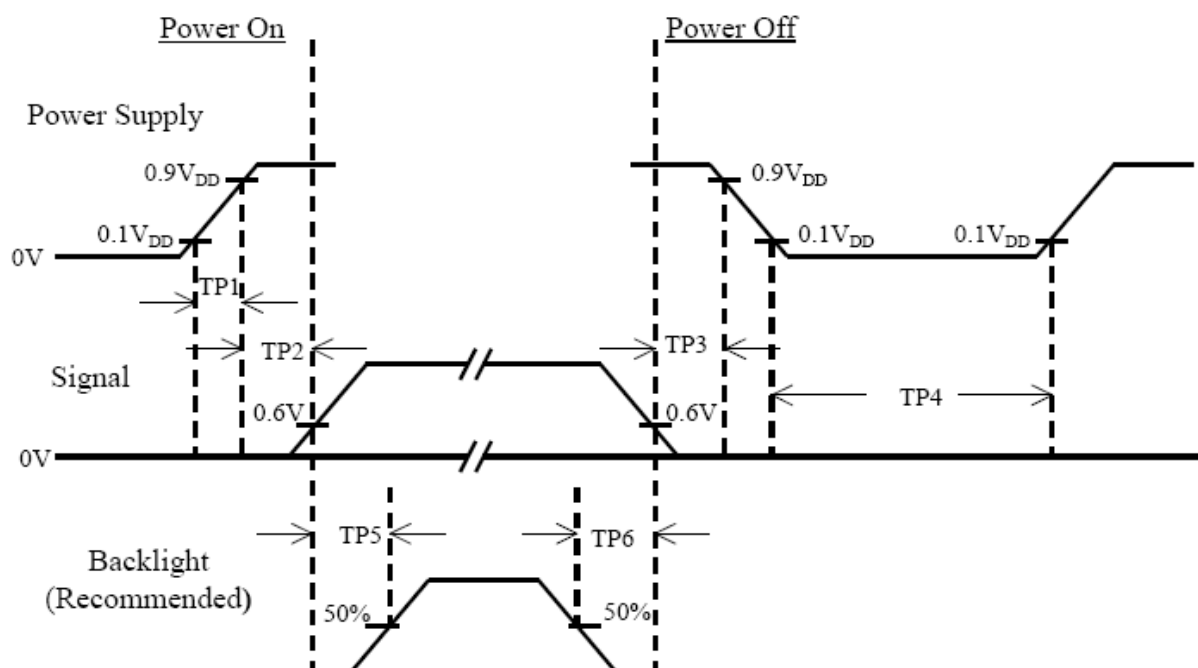 Power On
Power Off
Power Supply
0.9VDD
0.9VDD
0.1VDD
0.1VDD
0.1VDD
0V
TP1
TP2
TP3
Signal
TP4
0.6V
0.6V
0V
TP5
TP6
Backlight
(Recommended)
50%
50%